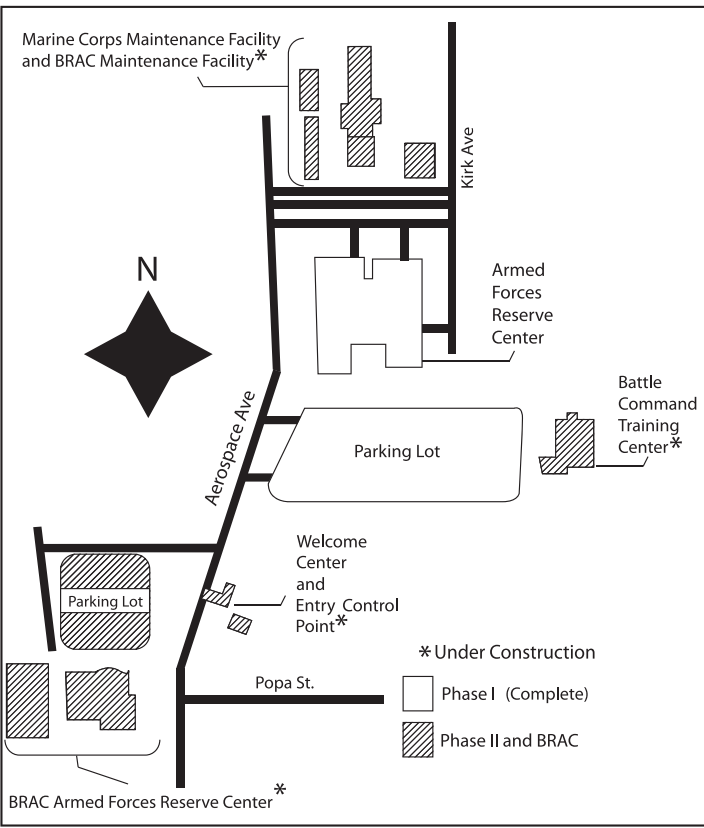 Marine Corps Maintenance Facility
and BRAC Maintenance Facility*
Kirk Ave
N
Armed
Forces
Reserve
Center
Battle
Command
Training
Center*
Aerospace Ave
Parking Lot
Welcome
Center
and
Entry Control
Point*
Parking Lot
*Under Construction
Popa St.
Phase I (Complete)
Phase II and BRAC
BRAC Armed Forces Reserve Center*